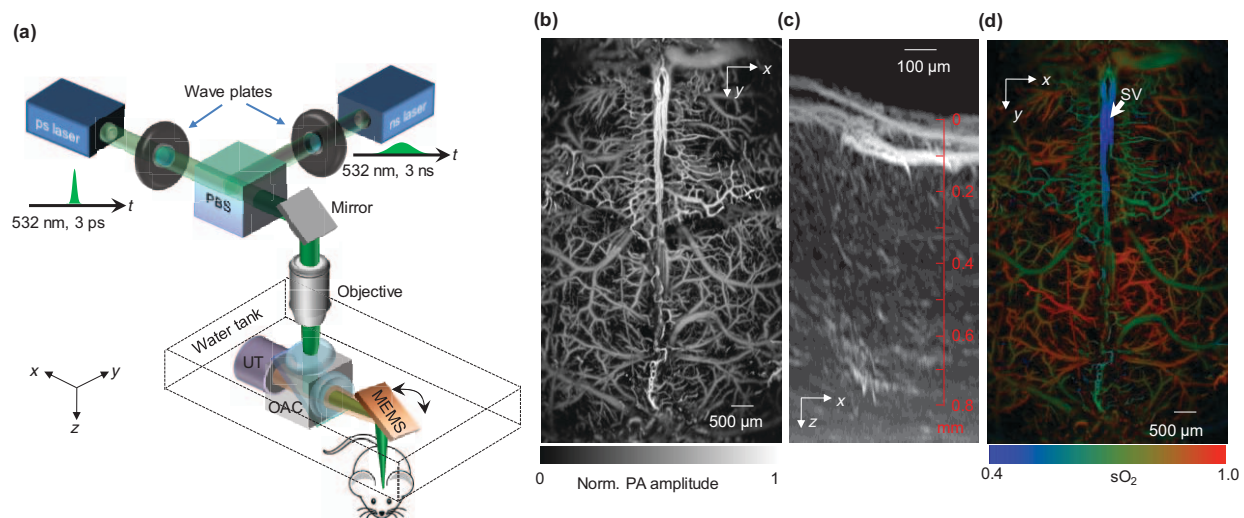 (a)
Wave plates
ps laser
ns laser
t
532 nm, 3 ns
t
532 nm, 3 ps
PBS
Mirror
Objective
Water tank
UT
OAC
MEMS
x
y
z
(b)
x
y
500 µm
0
Norm. PA amplitude
1
(c)
100 µm
0
0.2
0.4
0.6
0.8
mm
x
z
(d)
x
y
SV
500 µm
0.4
sO₂
1.0